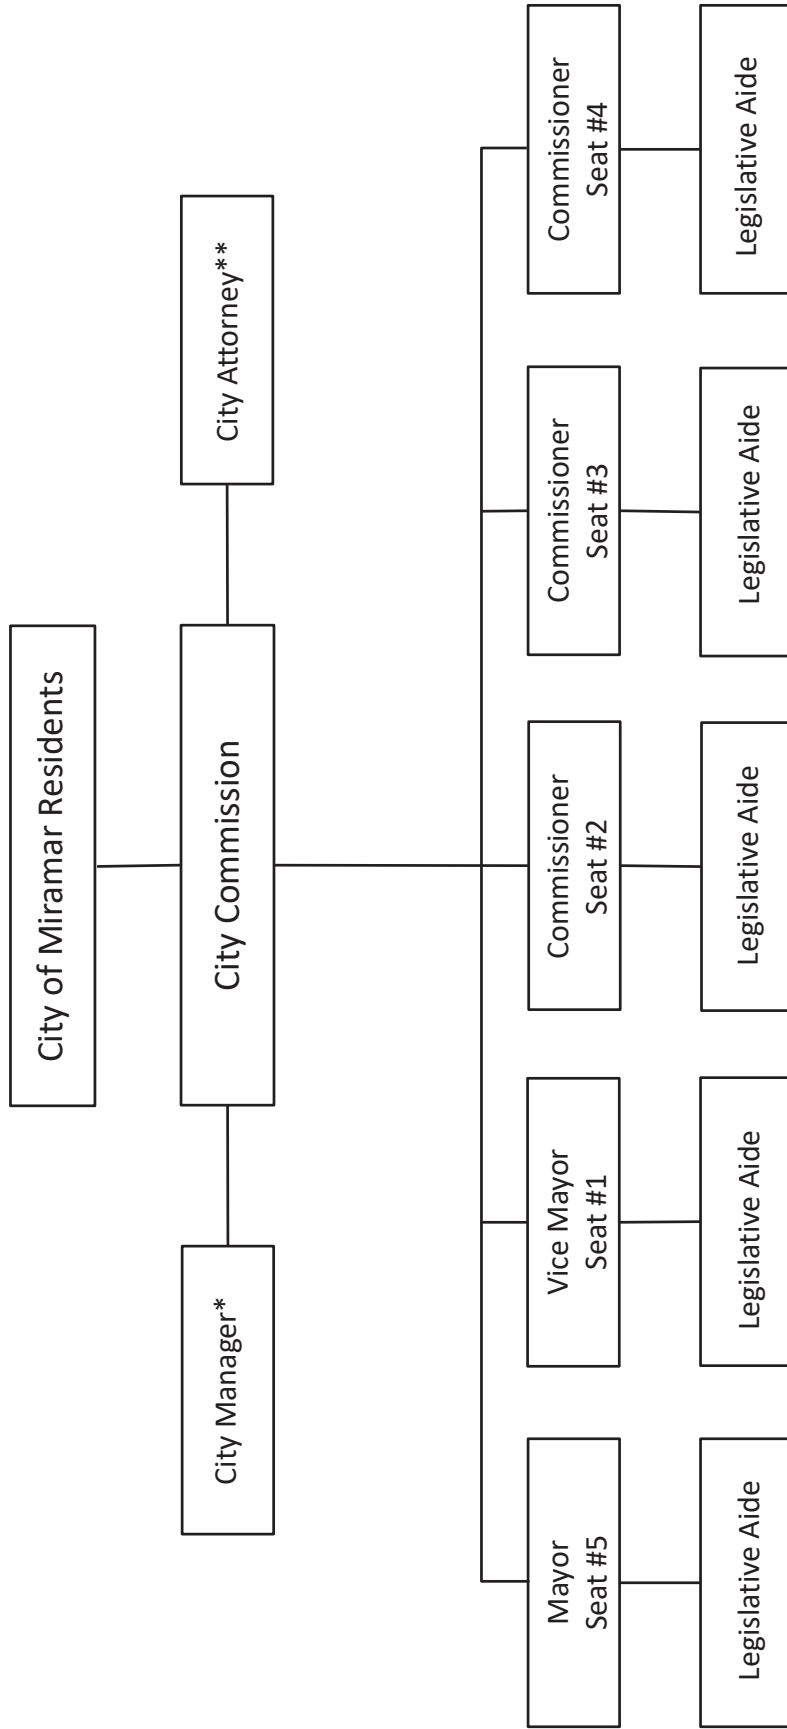 City of Miramar Residents
City Manager*
City Commission
City Attorney**
Mayor
Seat #5
Vice Mayor
Seat #1
Commissioner
Seat #2
Commissioner
Seat #3
Commissioner
Seat #4
Legislative Aide
Legislative Aide
Legislative Aide
Legislative Aide
Legislative Aide